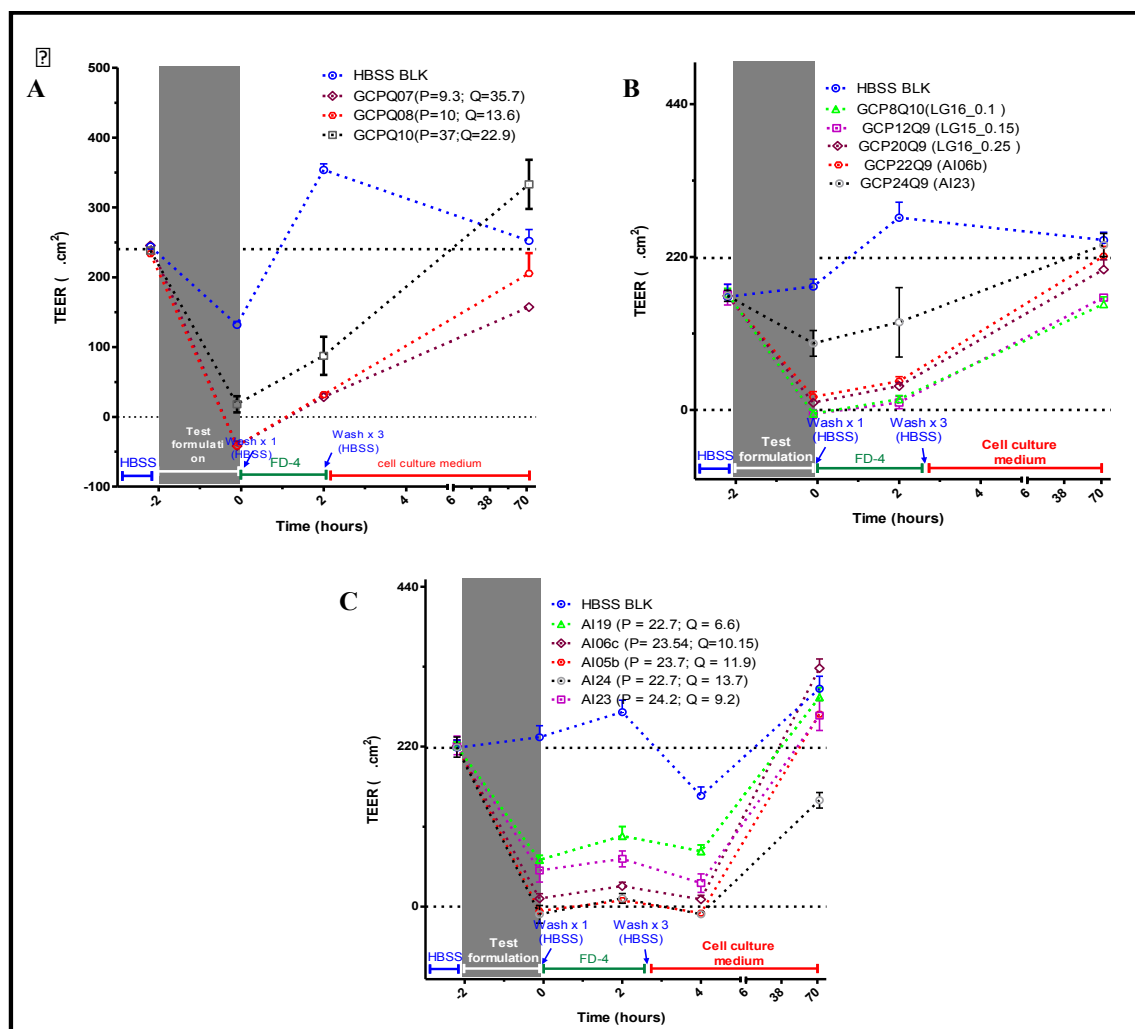 A
500
400
300
200
100
0
-100
TEER ( .cm²)
HBSS BLK
GCPQ07(P=9.3; Q=35.7)
GCPQ08(P=10; Q=13.6)
GCPQ10(P=37;Q=22.9)
HBSS
Test
formulati
on
Wash x 1
(HBSS)
FD-4
Wash x 3
(HBSS)
cell culture medium
-2 0 2 4 6 38 70
Time (hours)
B
440
220
0
TEER ( .cm²)
HBSS BLK
GCP8Q10(LG16_0.1 )
GCP12Q9 (LG15_0.15)
GCP20Q9 (LG16_0.25 )
GCP22Q9 (AI06b)
GCP24Q9 (AI23)
HBSS
Test
formulation
Wash x 1
(HBSS)
FD-4
Wash x 3
(HBSS)
Cell culture
medium
-2 0 2 4 6 38 70
Time (hours)
C
440
220
0
TEER ( .cm²)
HBSS BLK
AI19 (P = 22.7; Q = 6.6)
AI06c (P= 23.54; Q=10.15)
AI05b (P = 23.7; Q = 11.9)
AI24 (P = 22.7; Q = 13.7)
AI23 (P = 24.2; Q = 9.2)
HBSS
Test
formulation
Wash x 1
(HBSS)
FD-4
Wash x 3
(HBSS)
Cell culture
medium
-2 0 2 4 6 38 70
Time (hours)